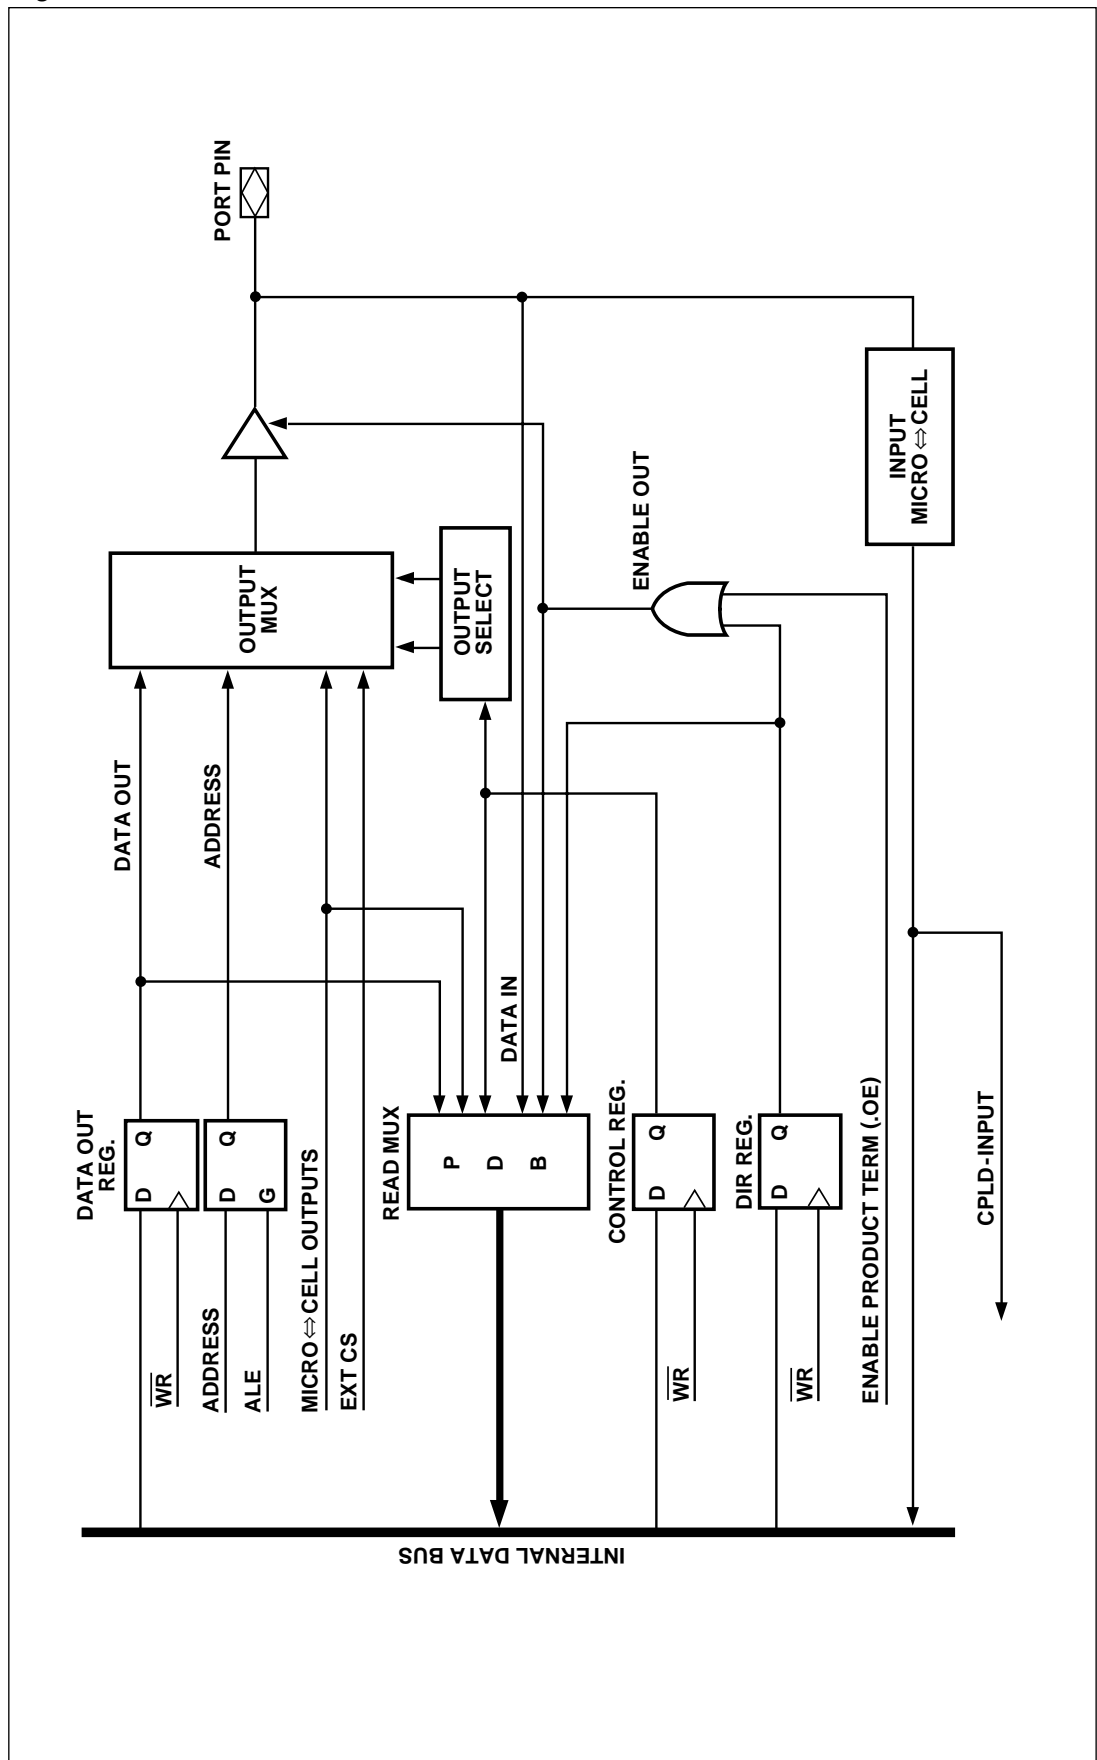 DATA OUT
REG.
D
Q
WR
D
Q
G
ADDRESS
ALE
DATA OUT
ADDRESS
OUTPUT
MUX
PORT PIN
MICRO⇔CELL OUTPUTS
EXT CS
READ MUX
P
D
B
DATA IN
OUTPUT
SELECT
ENABLE OUT
CONTROL REG.
D
Q
WR
DIR REG.
D
Q
WR
ENABLE PRODUCT TERM (.OE)
INPUT
MICRO⇔CELL
CPLD-INPUT
INTERNAL DATA BUS